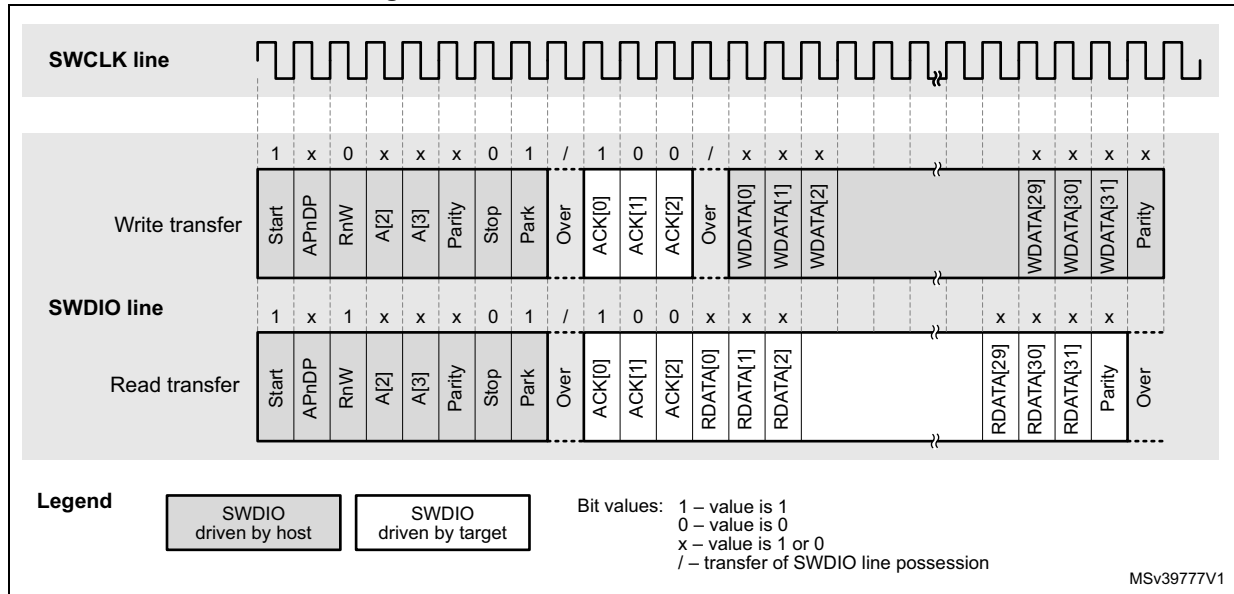 SWCLK line
1 x 0 x x x 0 1 / 1 0 0 / x x x x x x x
Write transfer
Start APnDP RnW A[2] A[3] Parity Stop Park Over ACK[0] ACK[1] ACK[2] Over WDATA[0] WDATA[1] WDATA[2] WDATA[29] WDATA[30] WDATA[31] Parity
SWDIO line
1 x 1 x x x 0 1 / 1 0 0 x x x x x x x
Read transfer
Start APnDP RnW A[2] A[3] Parity Stop Park Over ACK[0] ACK[1] ACK[2] RDATA[0] RDATA[1] RDATA[2] RDATA[29] RDATA[30] RDATA[31] Parity Over
Legend
SWDIO
driven by host
SWDIO
driven by target
Bit values: 1 – value is 1
0 – value is 0
x – value is 1 or 0
/ – transfer of SWDIO line possession
MSv39777V1